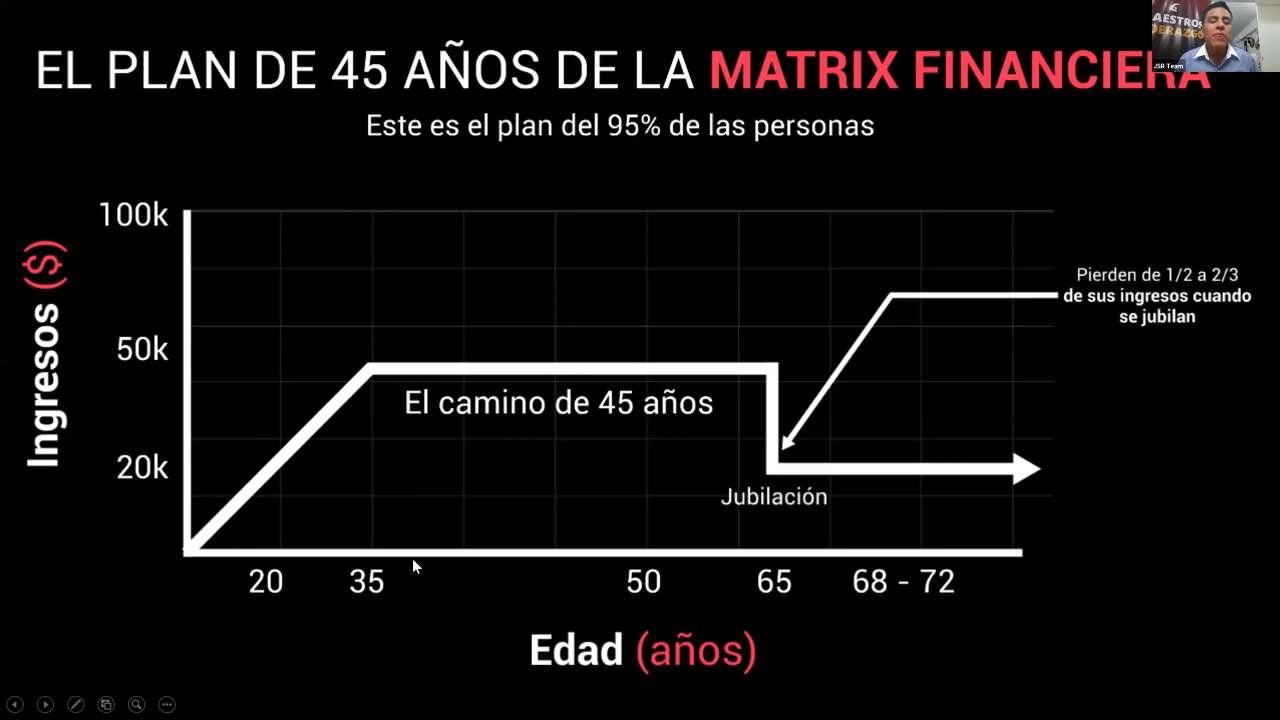 EL PLAN DE 45 AÑOS DE LA MATRIX FINANCIERA
Este es el plan del 95% de las personas
AESTROS
DERAZGO
JSR Team
Ingresos ($)
100k
50k
20k
El camino de 45 años
Pierden de 1/2 a 2/3
de sus ingresos cuando
se jubilan
Jubilación
20 35 50 65 68 - 72
Edad (años)